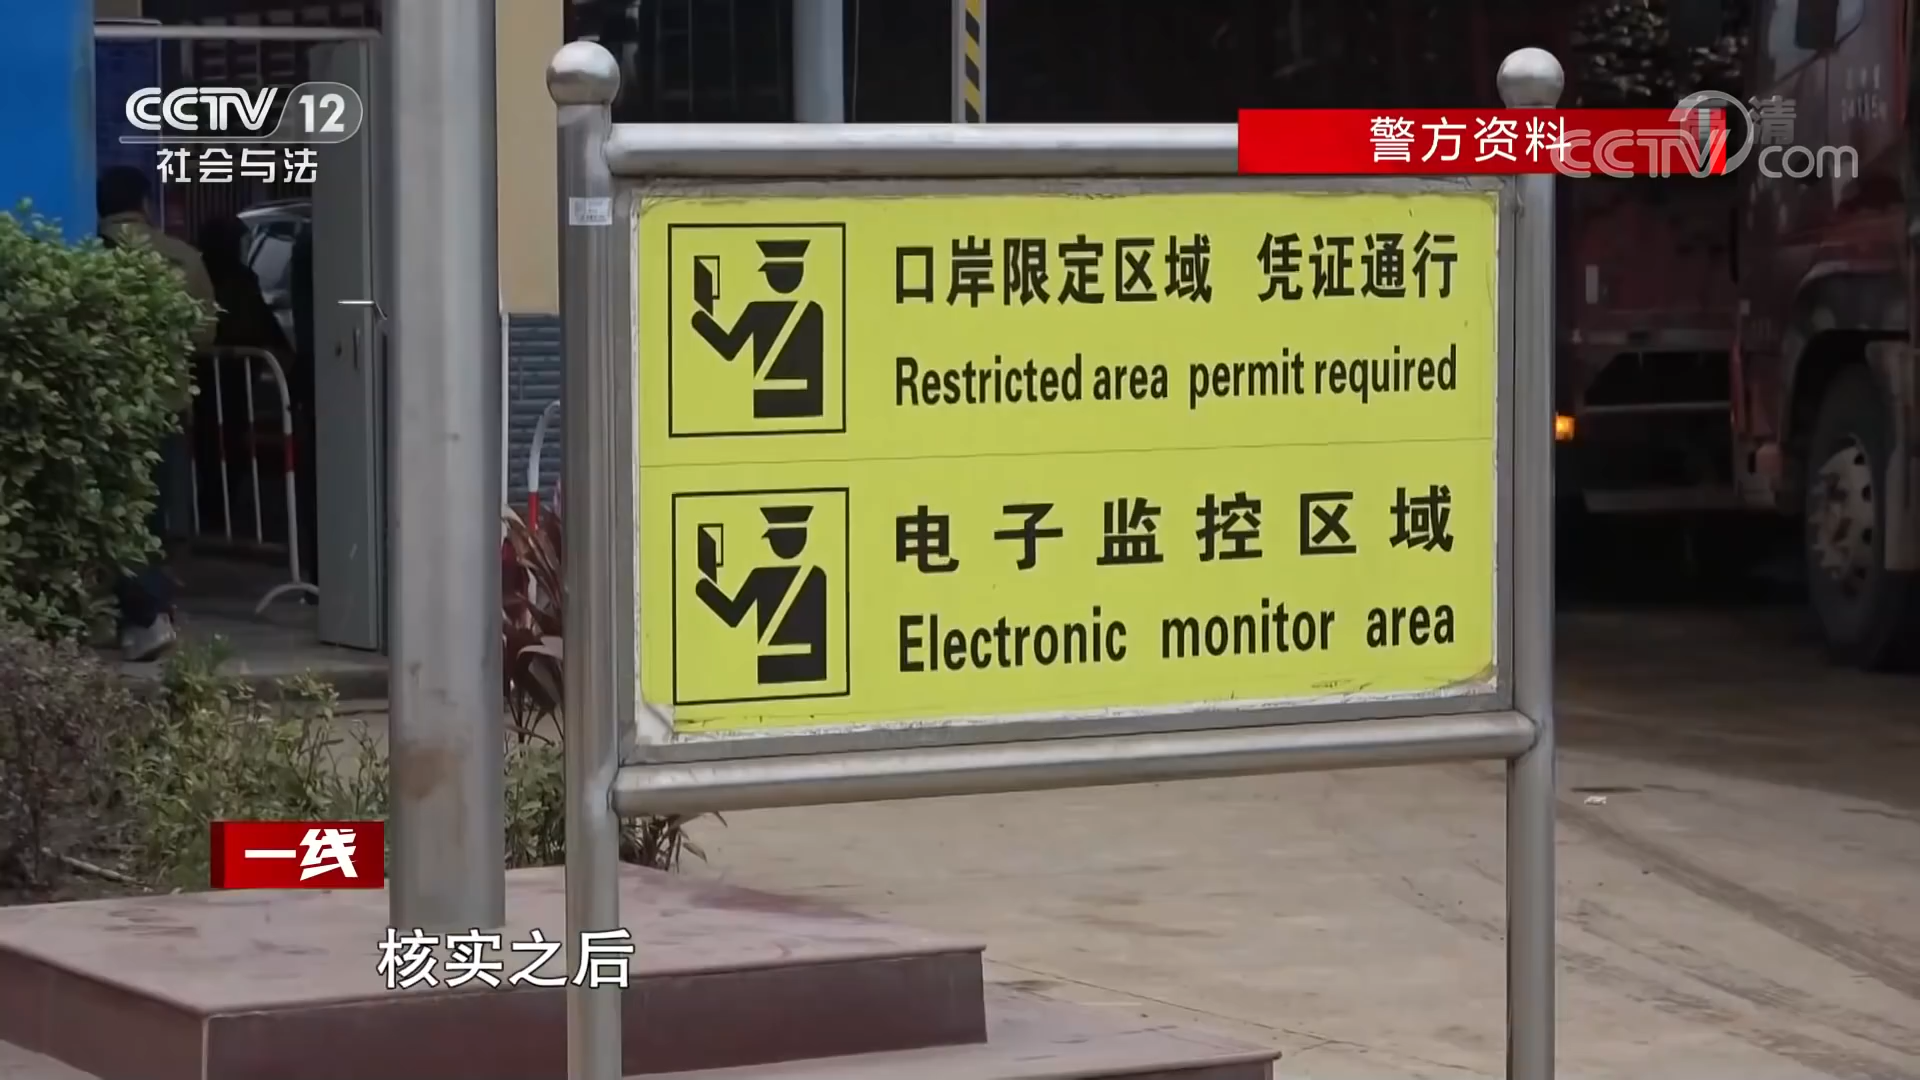 CCTV 12
社会与法
警方资料
高清
CCTV com
口岸限定区域 凭证通行
Restricted area permit required
电子监控区域
Electronic monitor area
一线
核实之后